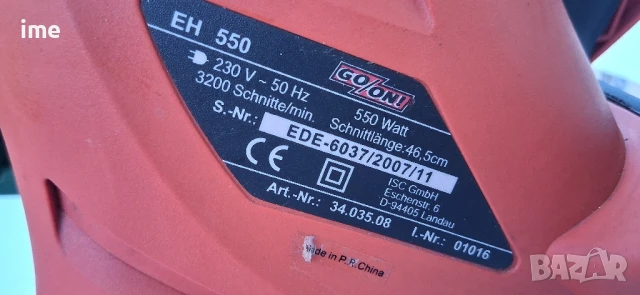 ime
EH 550
GO/ON!
230 V ~ 50 Hz
550 Watt
3200 Schnitte/min.
Schnittlänge: 46,5cm
S.-Nr.: EDE-6037/2007/11
CE
ISC GmbH
Eschenstr. 6
D-94405 Landau
Art.-Nr.: 34.035.08
I.-Nr.: 01016
Made in P.R.China
BAZAR